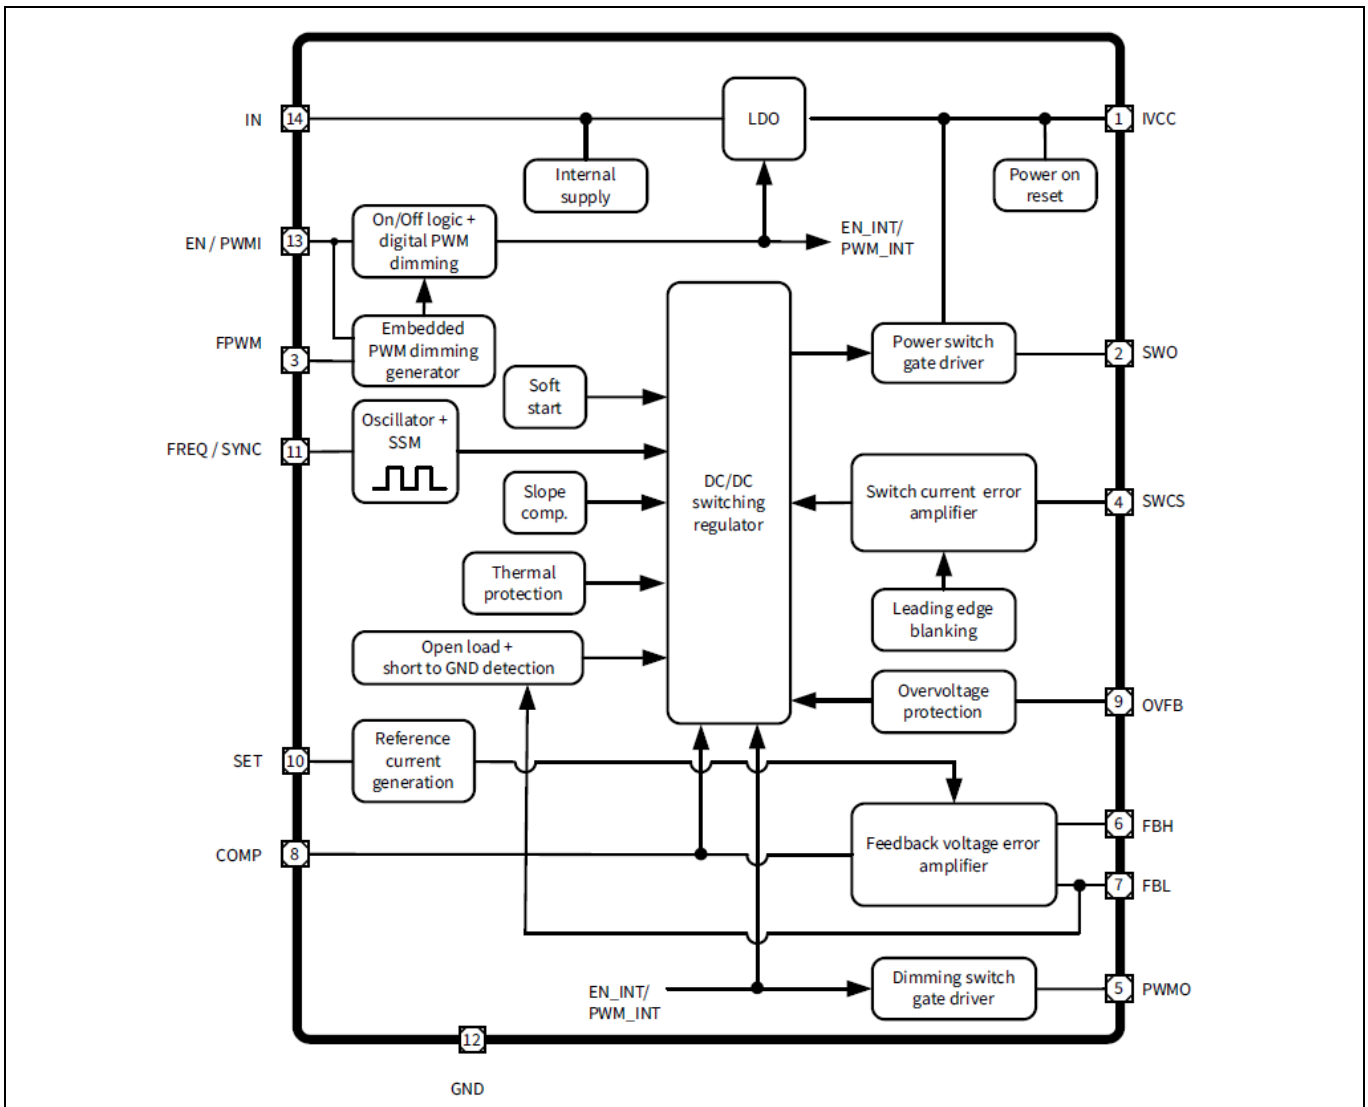 IN
14
LDO
1
IVCC
Internal
supply
Power on
reset
EN / PWMI
13
On/Off logic +
digital PWM
dimming
EN_INT/
PWM_INT
FPWM
3
Embedded
PWM dimming
generator
Power switch
gate driver
2
SWO
Soft
start
FREQ / SYNC
11
Oscillator +
SSM
Slope
comp.
DC/DC
switching
regulator
Switch current error
amplifier
4
SWCS
Thermal
protection
Leading edge
blanking
Open load +
short to GND detection
Overvoltage
protection
9
OVFB
SET
10
Reference
current
generation
COMP
8
Feedback voltage error
amplifier
6
FBH
7
FBL
EN_INT/
PWM_INT
Dimming switch
gate driver
5
PWMO
12
GND